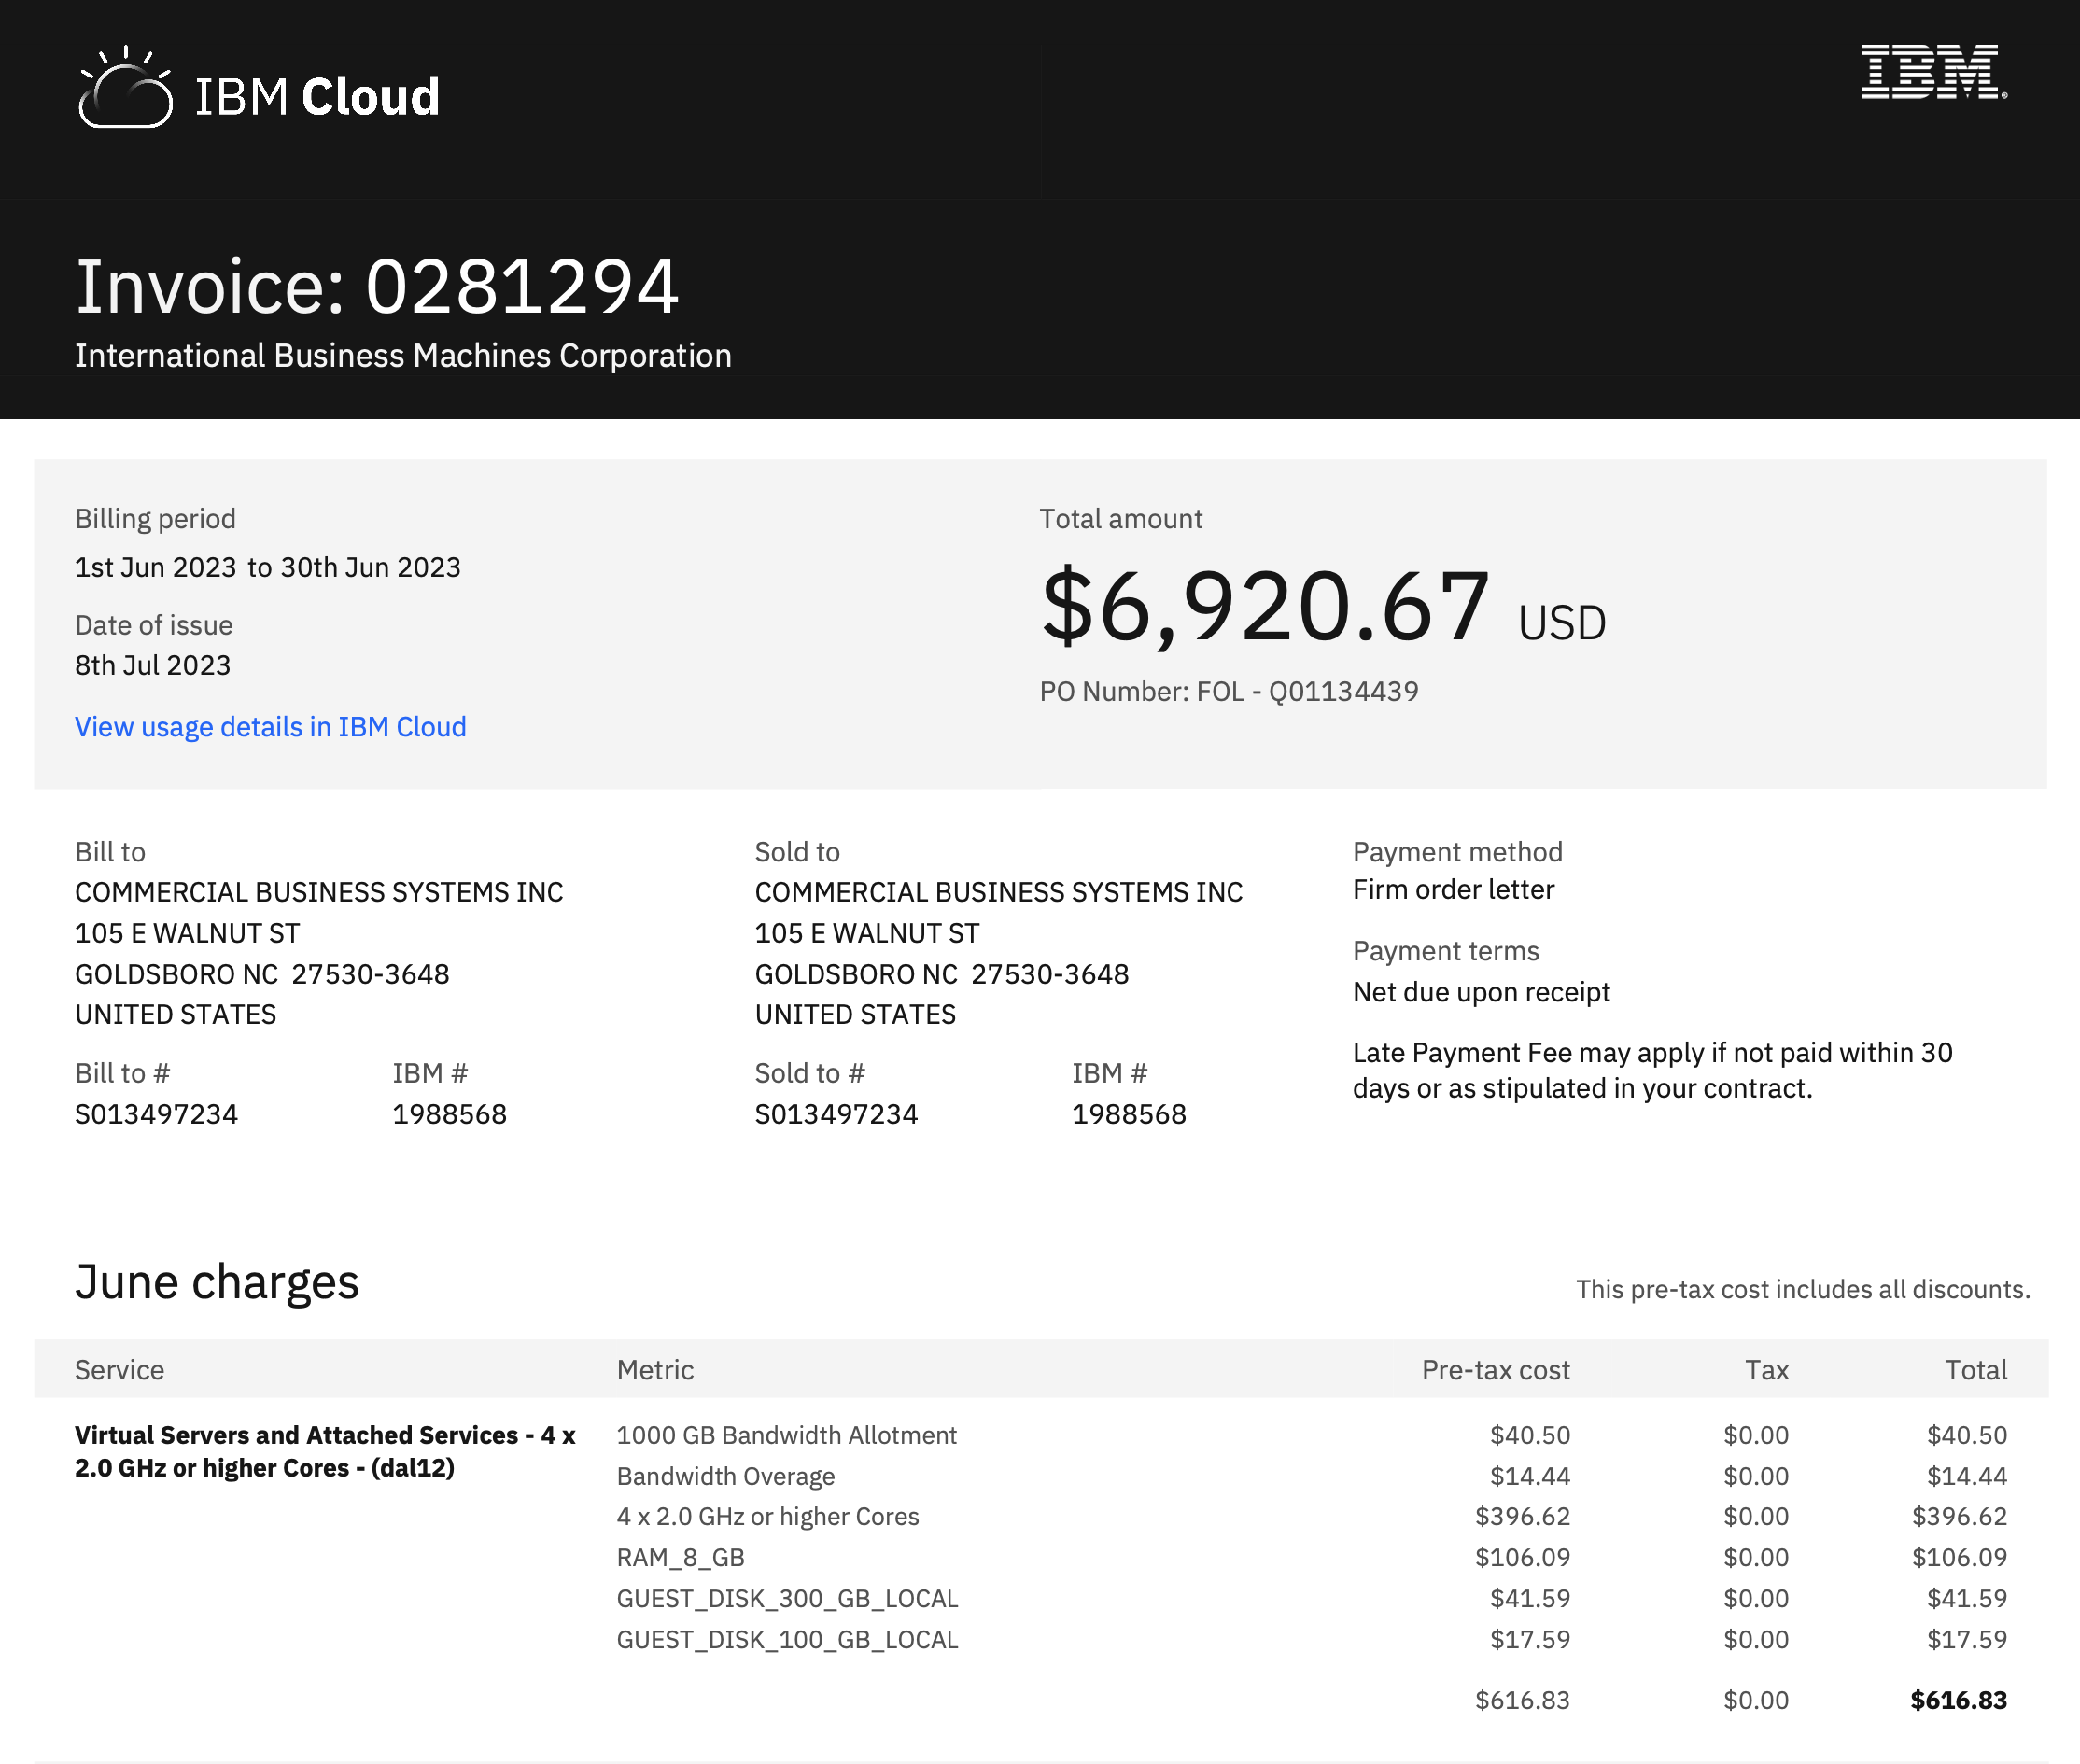 IBM Cloud
IBM®
Invoice: 0281294
International Business Machines Corporation
Billing period
1st Jun 2023 to 30th Jun 2023
Date of issue
8th Jul 2023
View usage details in IBM Cloud
Total amount
$6,920.67 USD
PO Number: FOL - Q01134439
Bill to
COMMERCIAL BUSINESS SYSTEMS INC
105 E WALNUT ST
GOLDSBORO NC  27530-3648
UNITED STATES
Bill to # IBM #
S013497234 1988568
Sold to
COMMERCIAL BUSINESS SYSTEMS INC
105 E WALNUT ST
GOLDSBORO NC  27530-3648
UNITED STATES
Sold to # IBM #
S013497234 1988568
Payment method
Firm order letter
Payment terms
Net due upon receipt
Late Payment Fee may apply if not paid within 30
days or as stipulated in your contract.
June charges
This pre-tax cost includes all discounts.
Service Metric Pre-tax cost Tax Total
Virtual Servers and Attached Services - 4 x
2.0 GHz or higher Cores - (dal12)
1000 GB Bandwidth Allotment $40.50 $0.00 $40.50
Bandwidth Overage $14.44 $0.00 $14.44
4 x 2.0 GHz or higher Cores $396.62 $0.00 $396.62
RAM_8_GB $106.09 $0.00 $106.09
GUEST_DISK_300_GB_LOCAL $41.59 $0.00 $41.59
GUEST_DISK_100_GB_LOCAL $17.59 $0.00 $17.59
$616.83 $0.00 $616.83